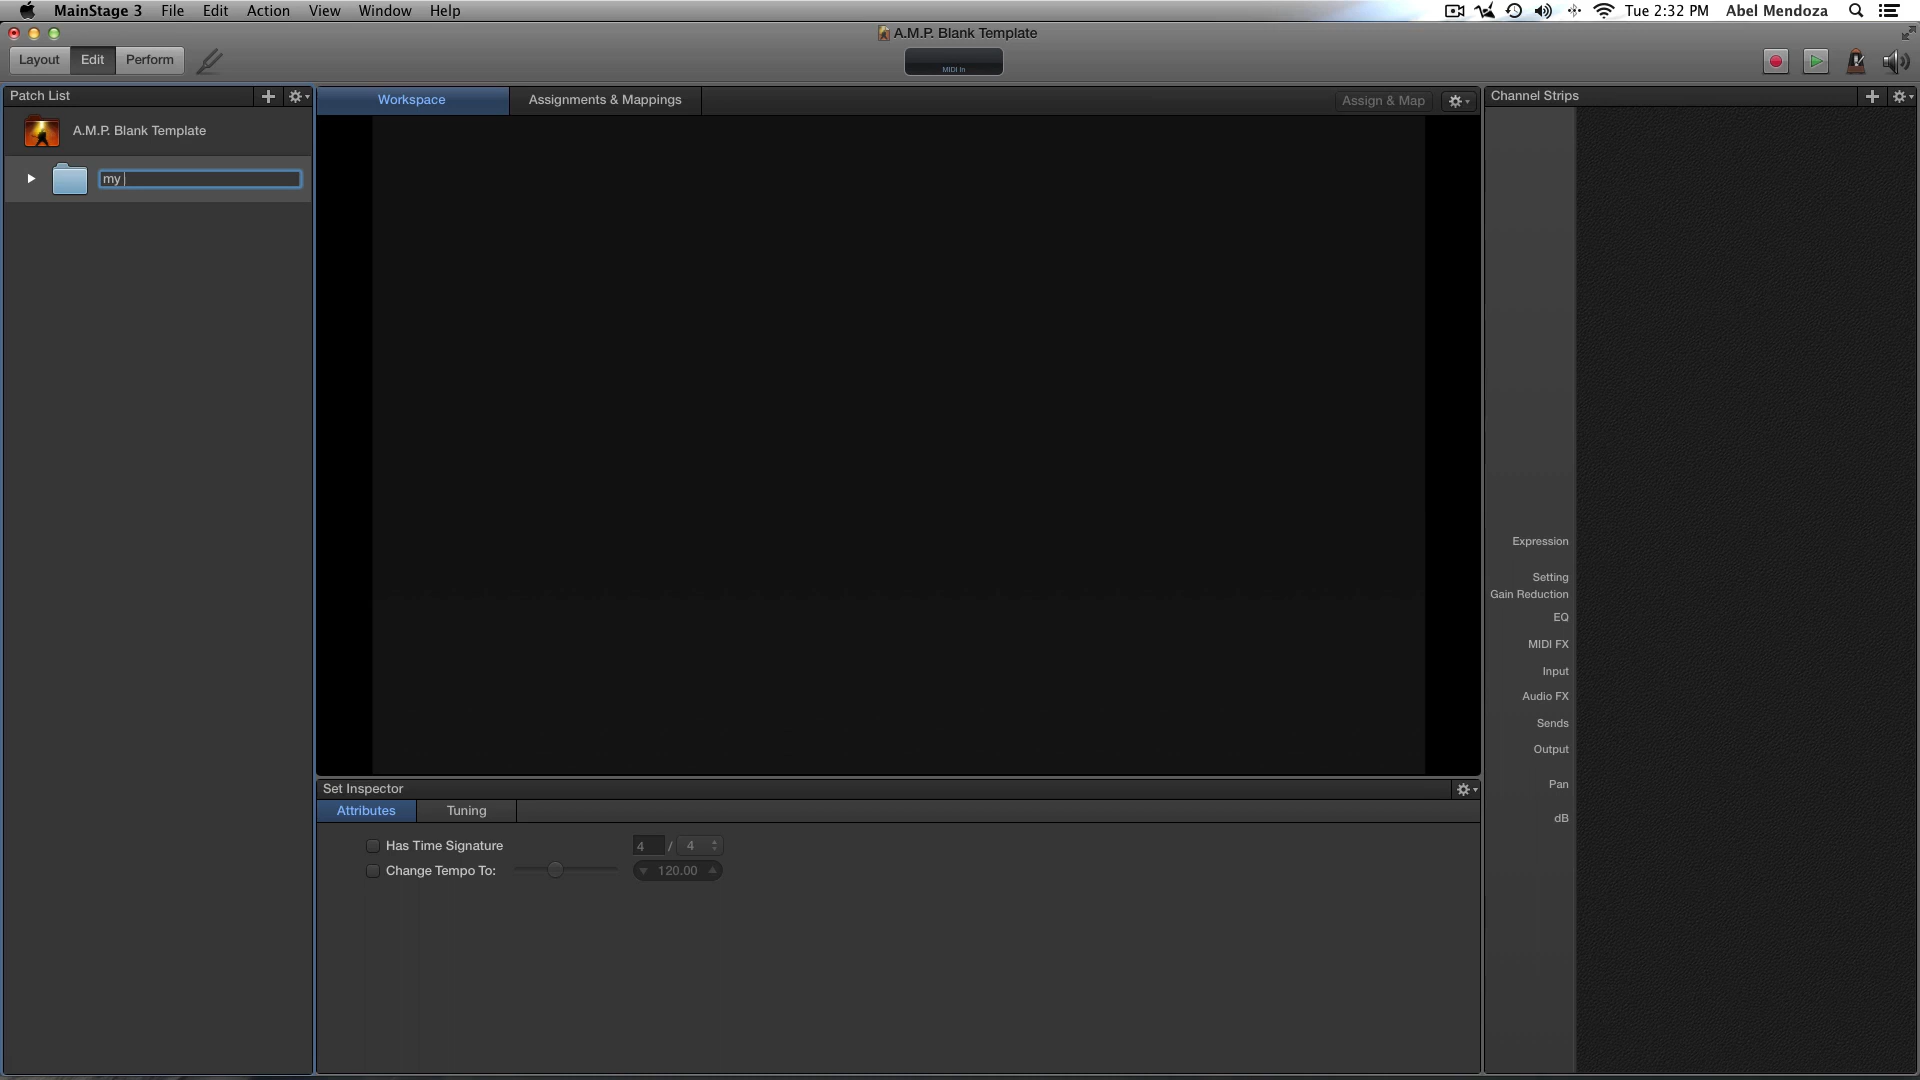 MainStage 3 File Edit Action View Window Help Tue 2:32 PM Abel Mendoza
A.M.P. Blank Template
Layout Edit Perform
MIDI In
Patch List
Workspace Assignments & Mappings Assign & Map
Channel Strips
A.M.P. Blank Template
my
Expression
Setting
Gain Reduction
EQ
MIDI FX
Input
Audio FX
Sends
Output
Pan
dB
Set Inspector
Attributes Tuning
Has Time Signature 4 / 4
Change Tempo To: 120.00